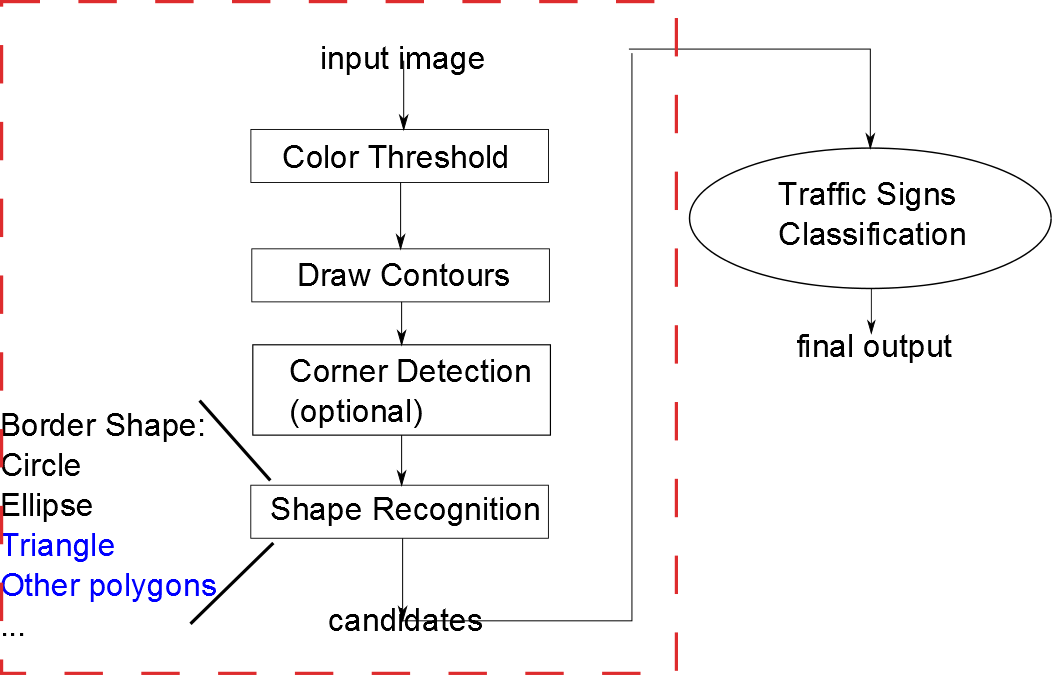 input image
Color Threshold
Draw Contours
Corner Detection
(optional)
Border Shape:
Circle
Ellipse
Triangle
Other polygons
...
Shape Recognition
candidates
Traffic Signs
Classification
final output